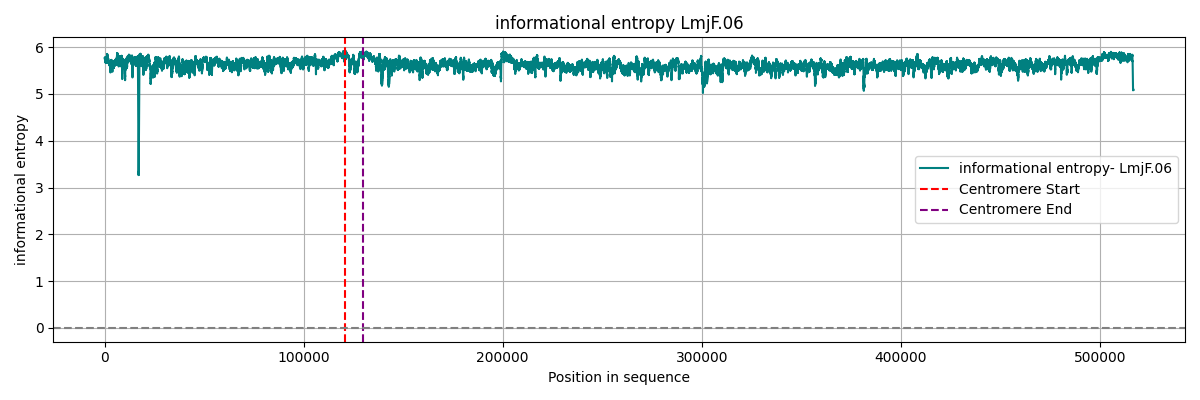 informational entropy LmjF.06
informational entropy
6
5
4
3
2
1
0
informational entropy- LmjF.06
Centromere Start
Centromere End
0
100000
200000
300000
400000
500000
Position in sequence